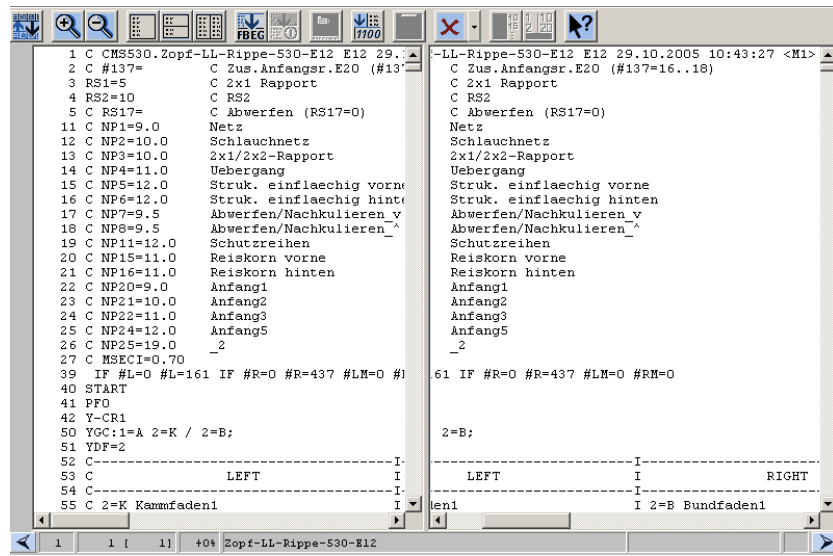 FBEG 1100
1 C CMS530.Zopf-LL-Rippe-530-E12 E12 29.
2 C #137= C Zus.Anfangsr.E20 (#13
3 RS1=5 C 2x1 Rapport
4 RS2=10 C RS2
5 C RS17= C Abwerfen (RS17=0)
11 C NP1=9.0 Netz
12 C NP2=10.0 Schlauchnetz
13 C NP3=10.0 2x1/2x2-Rapport
14 C NP4=11.0 Uebergang
15 C NP5=12.0 Struk. einflaechig vorne
16 C NP6=12.0 Struk. einflaechig hinte
17 C NP7=9.5 Abwerfen/Nachkulieren_v
18 C NP8=9.5 Abwerfen/Nachkulieren_^
19 C NP11=12.0 Schutzreihen
20 C NP15=11.0 Reiskorn vorne
21 C NP16=11.0 Reiskorn hinten
22 C NP20=9.0 Anfang1
23 C NP21=10.0 Anfang2
24 C NP22=11.0 Anfang3
25 C NP24=12.0 Anfang5
26 C NP25=19.0 _2
27 C MSECI=0.70
39 IF #L=0 #L=161 IF #R=0 #R=437 #LM=0 #
40 START
41 PF0
42 Y-CR1
50 YGC:1=A 2=K / 2=B;
51 YDF=2
52 C--------------------------------------I-
53 C LEFT I
54 C--------------------------------------I-
55 C 2=K Kammfaden1 I
-LL-Rippe-530-E12 E12 29.10.2005 10:43:27 <M1>
C Zus.Anfangsr.E20 (#137=16..18)
C 2x1 Rapport
C RS2
C Abwerfen (RS17=0)
Netz
Schlauchnetz
2x1/2x2-Rapport
Uebergang
Struk. einflaechig vorne
Struk. einflaechig hinten
Abwerfen/Nachkulieren_v
Abwerfen/Nachkulieren_^
Schutzreihen
Reiskorn vorne
Reiskorn hinten
Anfang1
Anfang2
Anfang3
Anfang5
_2
61 IF #R=0 #R=437 #LM=0 #RM=0
2=B;
--------------------------I--------------------
LEFT I RIGHT
--------------------------I--------------------
den1 I 2=B Bundfaden1
1 1 [ 1] +0% Zopf-LL-Rippe-530-E12